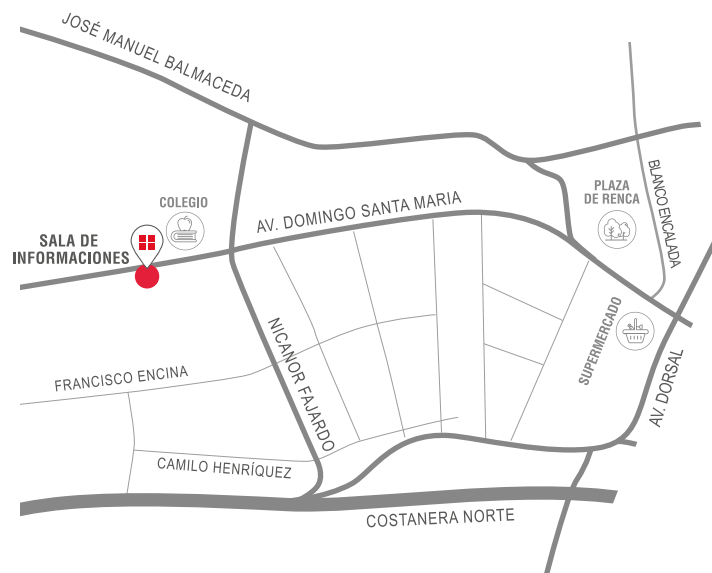 JOSÉ MANUEL BALMACEDA
COLEGIO
AV. DOMINGO SANTA MARIA
PLAZA
DE RENCA
BLANCO ENCALADA
SALA DE
INFORMACIONES
NICANOR FAJARDO
SUPERMERCADO
AV. DORSAL
FRANCISCO ENCINA
CAMILO HENRÍQUEZ
COSTANERA NORTE